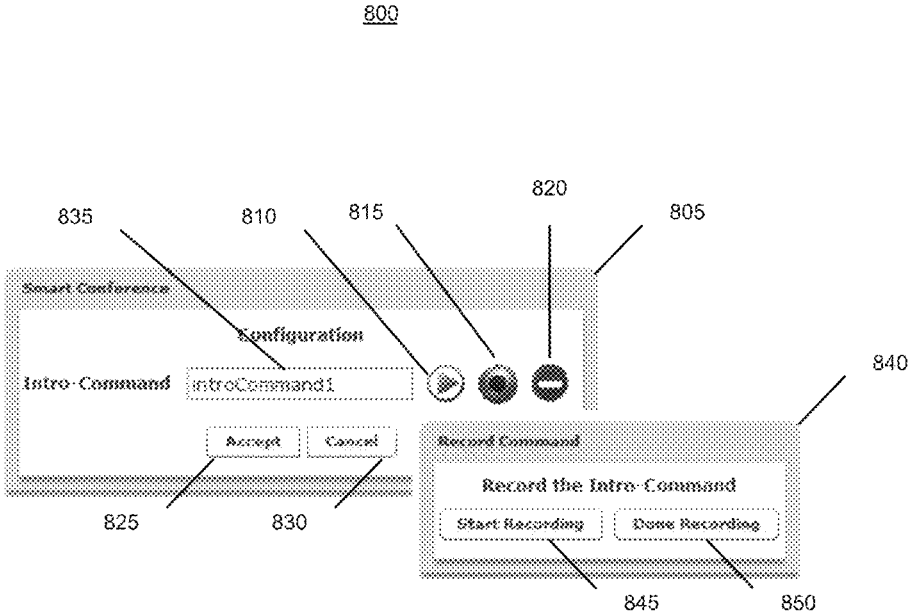 800
820
835
810
815
805
Smart Conference
Configuration
840
Intro-Command
introCommand1
Accept
Cancel
Record Command
Record the Intro-Command
825
830
Start Recording
Done Recording
845
850